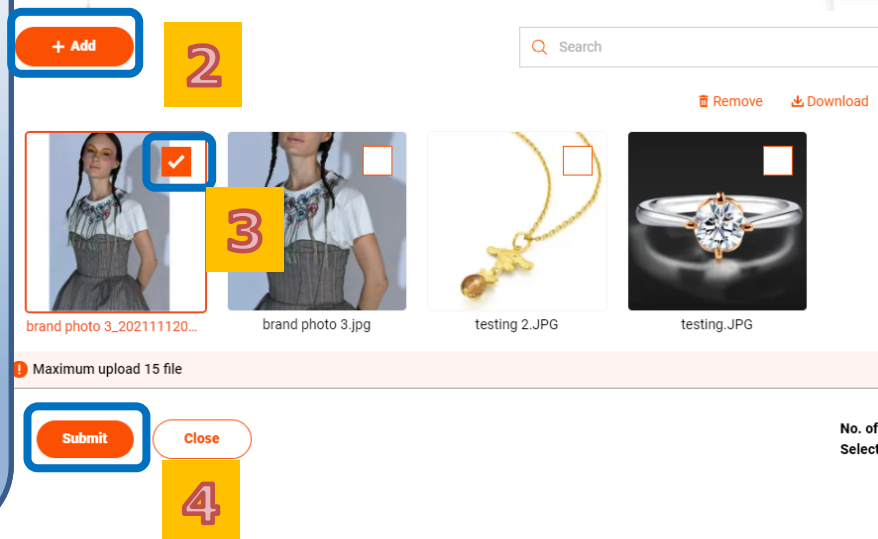 + Add
2
Search
Remove
Download
3
brand photo 3_202111120...
brand photo 3.jpg
testing 2.JPG
testing.JPG
Maximum upload 15 file
Submit
Close
No. of
Select
4